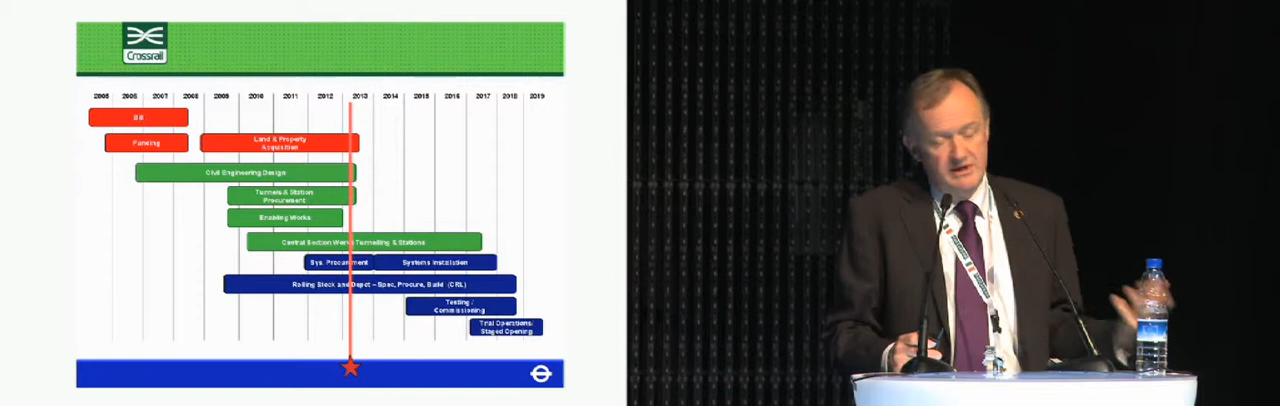 Crossrail
2005 2006 2007 2008 2009 2010 2011 2012 2013 2014 2015 2016 2017 2018 2019
Bill
Funding
Land & Property
Acquisition
Civil Engineering Design
Tunnels & Station
Procurement
Enabling Works
Central Section Works Tunnelling & Stations
Sys. Procurement
Systems Installation
Rolling Stock and Depot – Spec, Procure, Build (CRL)
Testing /
Commissioning
Trial Operations/
Staged Opening